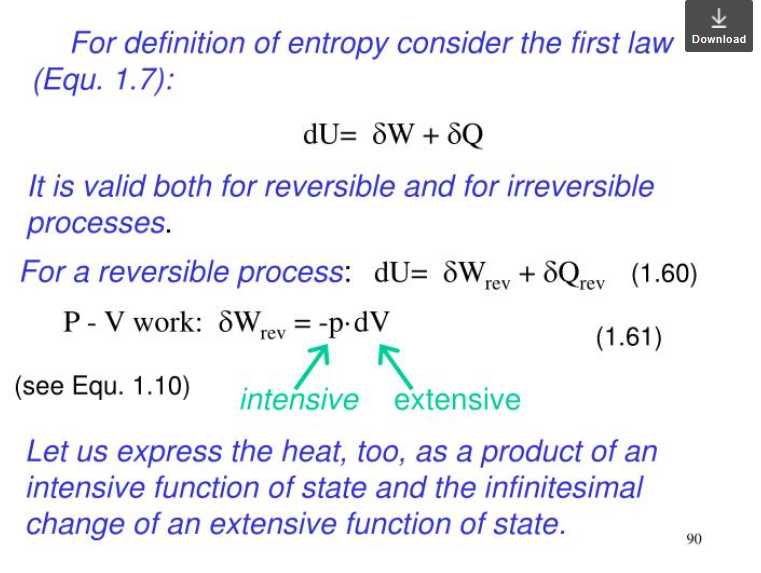 Download
For definition of entropy consider the first law
(Equ. 1.7):
dU= δW + δQ
It is valid both for reversible and for irreversible
processes.
For a reversible process: dU= δWrev + δQrev (1.60)
P - V work: δWrev = -p·dV
(1.61)
(see Equ. 1.10)
intensive extensive
Let us express the heat, too, as a product of an
intensive function of state and the infinitesimal
change of an extensive function of state.
90